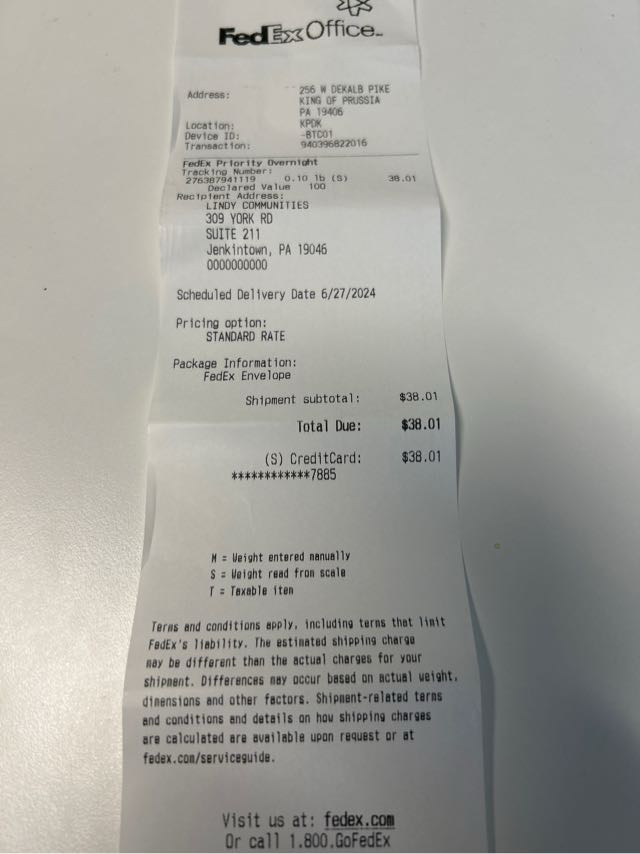 FedEx Office
Address: 256 W DEKALB PIKE
KING OF PRUSSIA
PA 19406
Location: KPDK
Device ID: -BTC01
Transaction: 940396822016
FedEx Priority Overnight
Tracking Number:
276387941119 0.10 lb (S) 38.01
Declared Value 100
Recipient Address:
LINDY COMMUNITIES
309 YORK RD
SUITE 211
Jenkintown, PA 19046
0000000000
Scheduled Delivery Date 6/27/2024
Pricing option:
STANDARD RATE
Package Information:
FedEx Envelope
Shipment subtotal: $38.01
Total Due: $38.01
(S) CreditCard: $38.01
************7885
M = Weight entered manually
S = Weight read from scale
T = Taxable item
Terms and conditions apply, including terms that limit
FedEx's liability. The estimated shipping charge
may be different than the actual charges for your
shipment. Differences may occur based on actual weight,
dimensions and other factors. Shipment-related terms
and conditions and details on how shipping charges
are calculated are available upon request or at
fedex.com/serviceguide.
Visit us at: fedex.com
Or call 1.800.GoFedEx